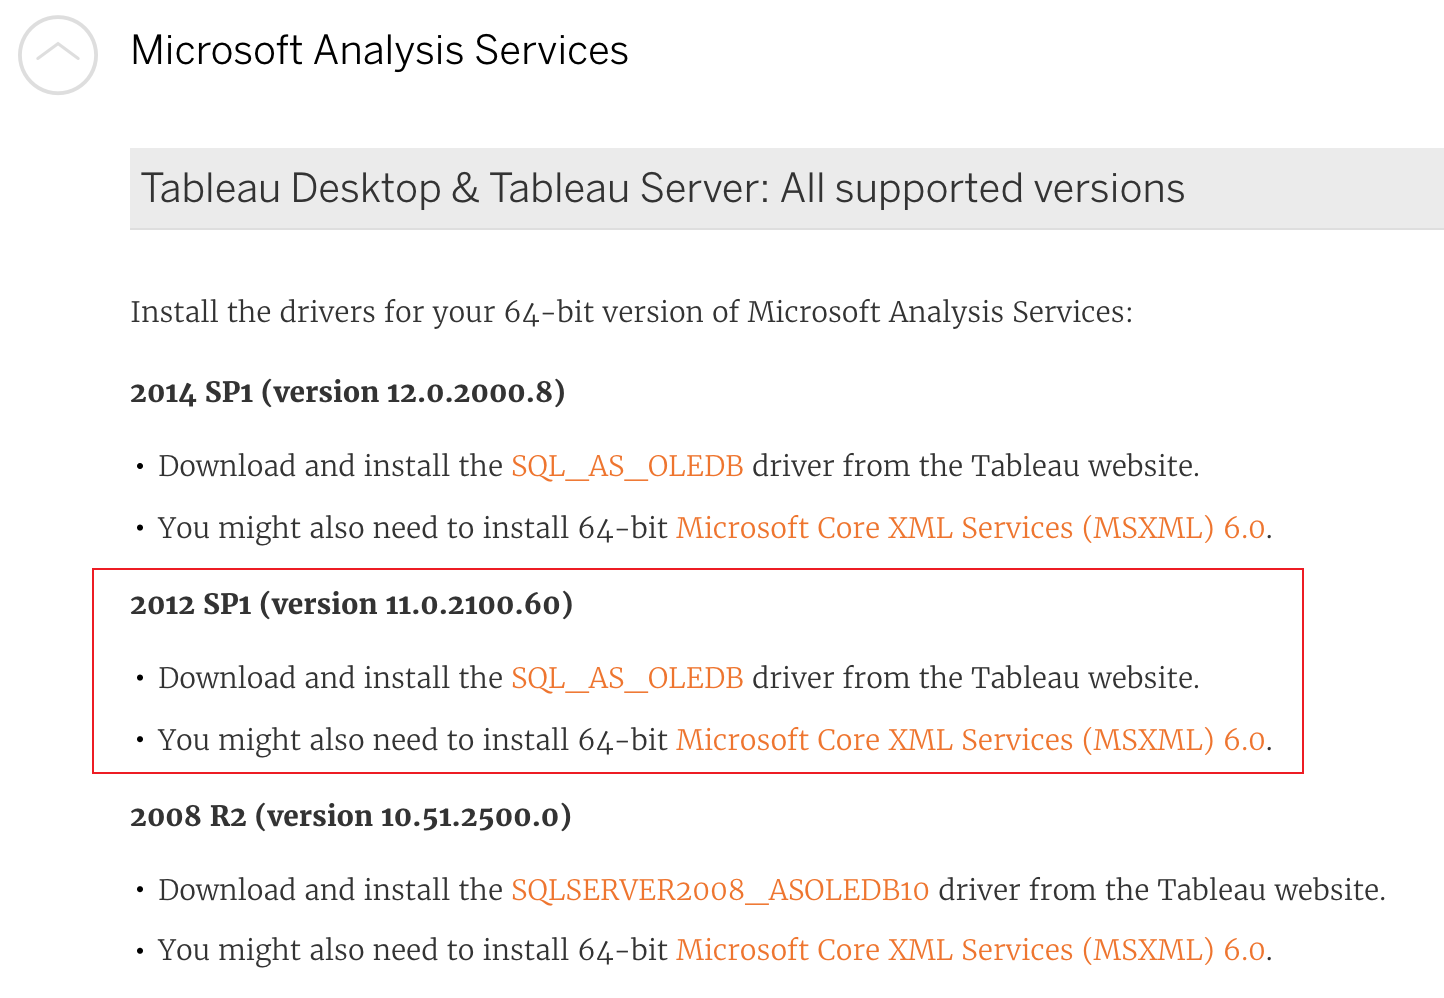 Microsoft Analysis Services
Tableau Desktop & Tableau Server: All supported versions
Install the drivers for your 64-bit version of Microsoft Analysis Services:
2014 SP1 (version 12.0.2000.8)
• Download and install the SQL_AS_OLEDB driver from the Tableau website.
• You might also need to install 64-bit Microsoft Core XML Services (MSXML) 6.0.
2012 SP1 (version 11.0.2100.60)
• Download and install the SQL_AS_OLEDB driver from the Tableau website.
• You might also need to install 64-bit Microsoft Core XML Services (MSXML) 6.0.
2008 R2 (version 10.51.2500.0)
• Download and install the SQLSERVER2008_ASOLEDB10 driver from the Tableau website.
• You might also need to install 64-bit Microsoft Core XML Services (MSXML) 6.0.